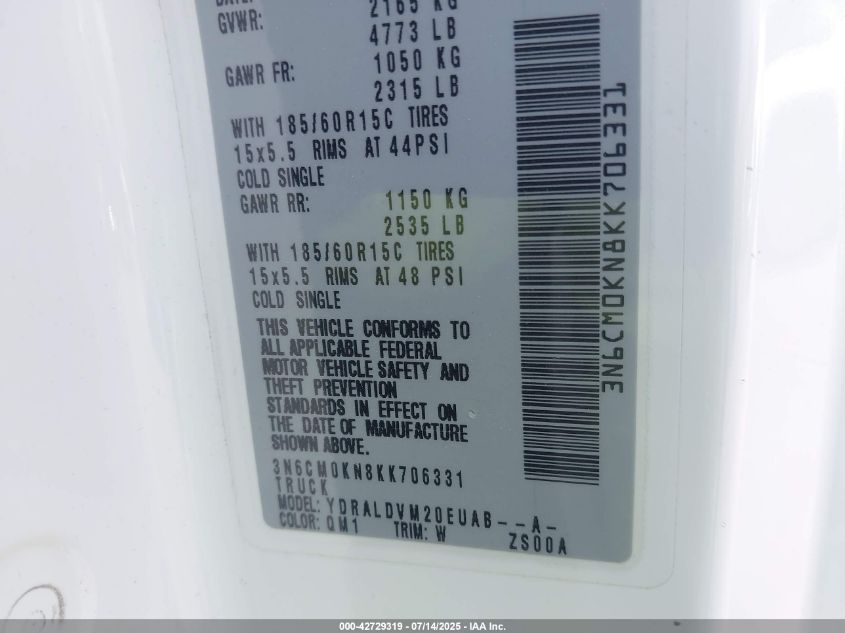 2165 KG
GVWR:
4773 LB
1050 KG
GAWR FR:
2315 LB
WITH 185/60R15C TIRES
15x5.5 RIMS AT 44PSI
COLD SINGLE
GAWR RR: 1150 KG
2535 LB
WITH 185/60R15C TIRES
15x5.5 RIMS AT 48 PSI
COLD SINGLE
THIS VEHICLE CONFORMS TO
ALL APPLICABLE FEDERAL
MOTOR VEHICLE SAFETY AND
THEFT PREVENTION
STANDARDS IN EFFECT ON
THE DATE OF MANUFACTURE
SHOWN ABOVE.
3N6CM0KN8KK706331
TRUCK
MODEL: YDRALDVM20EUAB--A-
COLOR: QM1 TRIM: W ZS00A
3N6CM0KN8KK706331
000-42729319 / 07/14/2025 - IAA Inc.